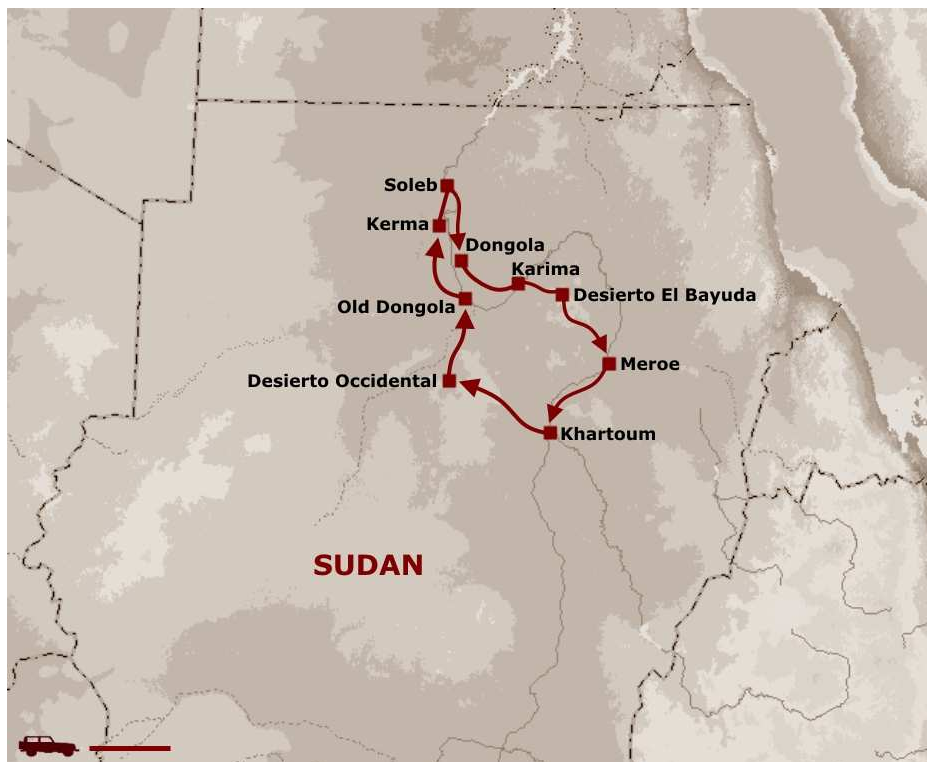 Soleb
Kerma
Dongola
Karima
Desierto El Bayuda
Old Dongola
Meroe
Desierto Occidental
Khartoum
SUDAN